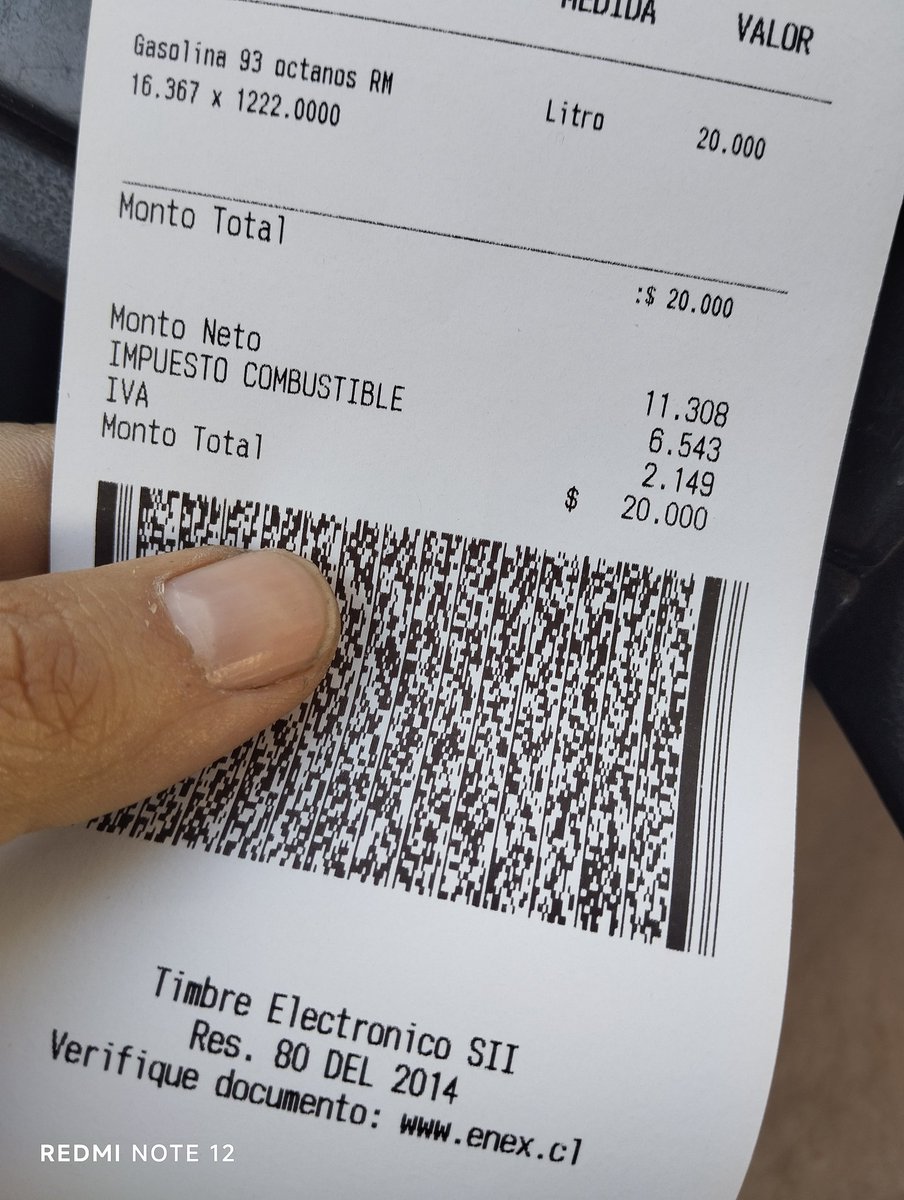 MEDIDA VALOR
Gasolina 93 octanos RM
16.367 x 1222.0000 Litro 20.000
Monto Total :$ 20.000
Monto Neto 11.308
IMPUESTO COMBUSTIBLE 6.543
IVA 2.149
Monto Total $ 20.000
Timbre Electronico SII
Res. 80 DEL 2014
Verifique documento: www.enex.cl
REDMI NOTE 12